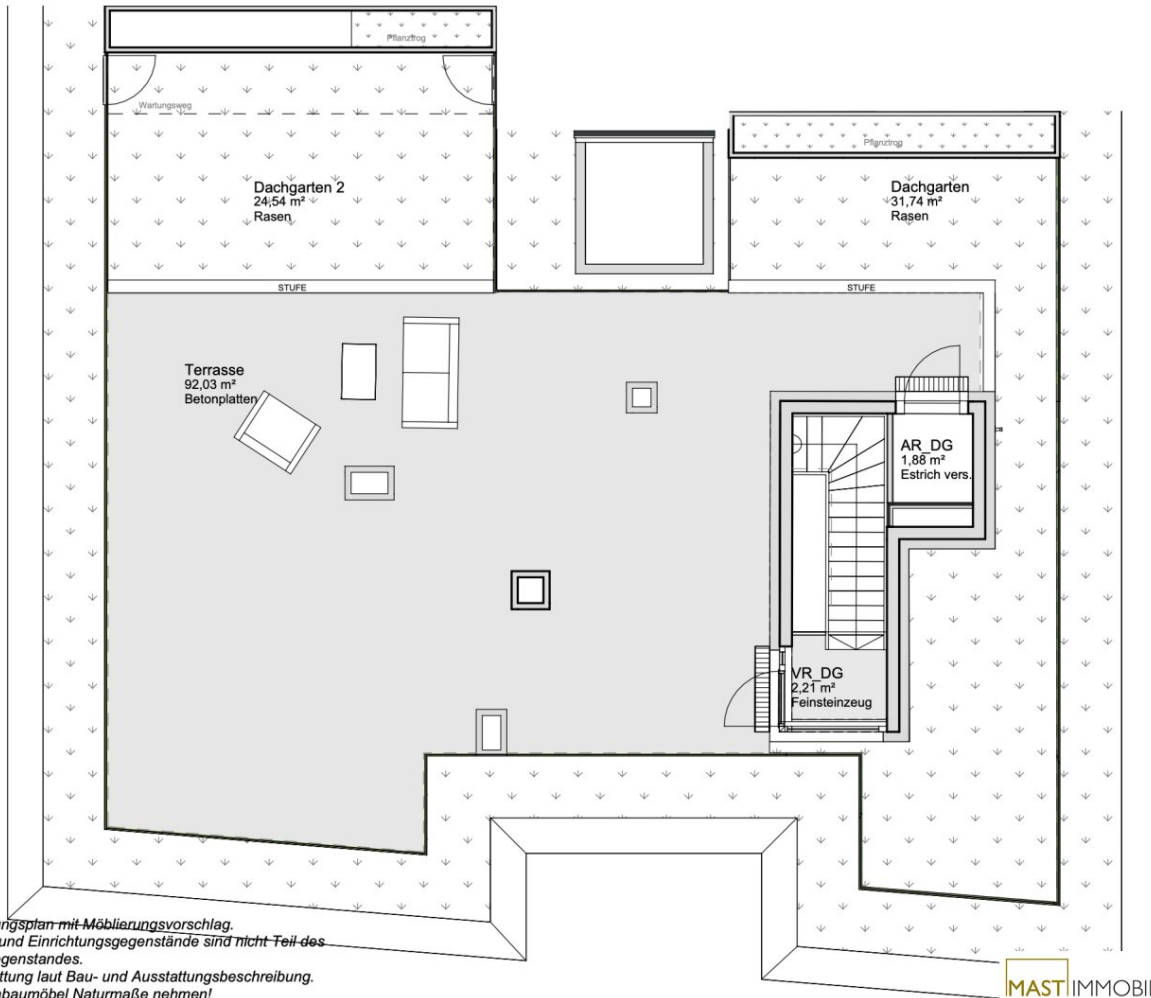 Pflanztrog
Wartungsweg
Pflanztrog
Dachgarten 2
24,54 m²
Rasen
Dachgarten
31,74 m²
Rasen
STUFE
STUFE
Terrasse
92,03 m²
Betonplatten
AR_DG
1,88 m²
Estrich vers.
VR_DG
2,21 m²
Feinsteinzeug
ngsplan mit Möblierungsvorschlag.
und Einrichtungsgegenstände sind nicht Teil des
genstandes.
ttung laut Bau- und Ausstattungsbeschreibung.
nbaumöbel Naturmaße nehmen!
MAST IMMOBI